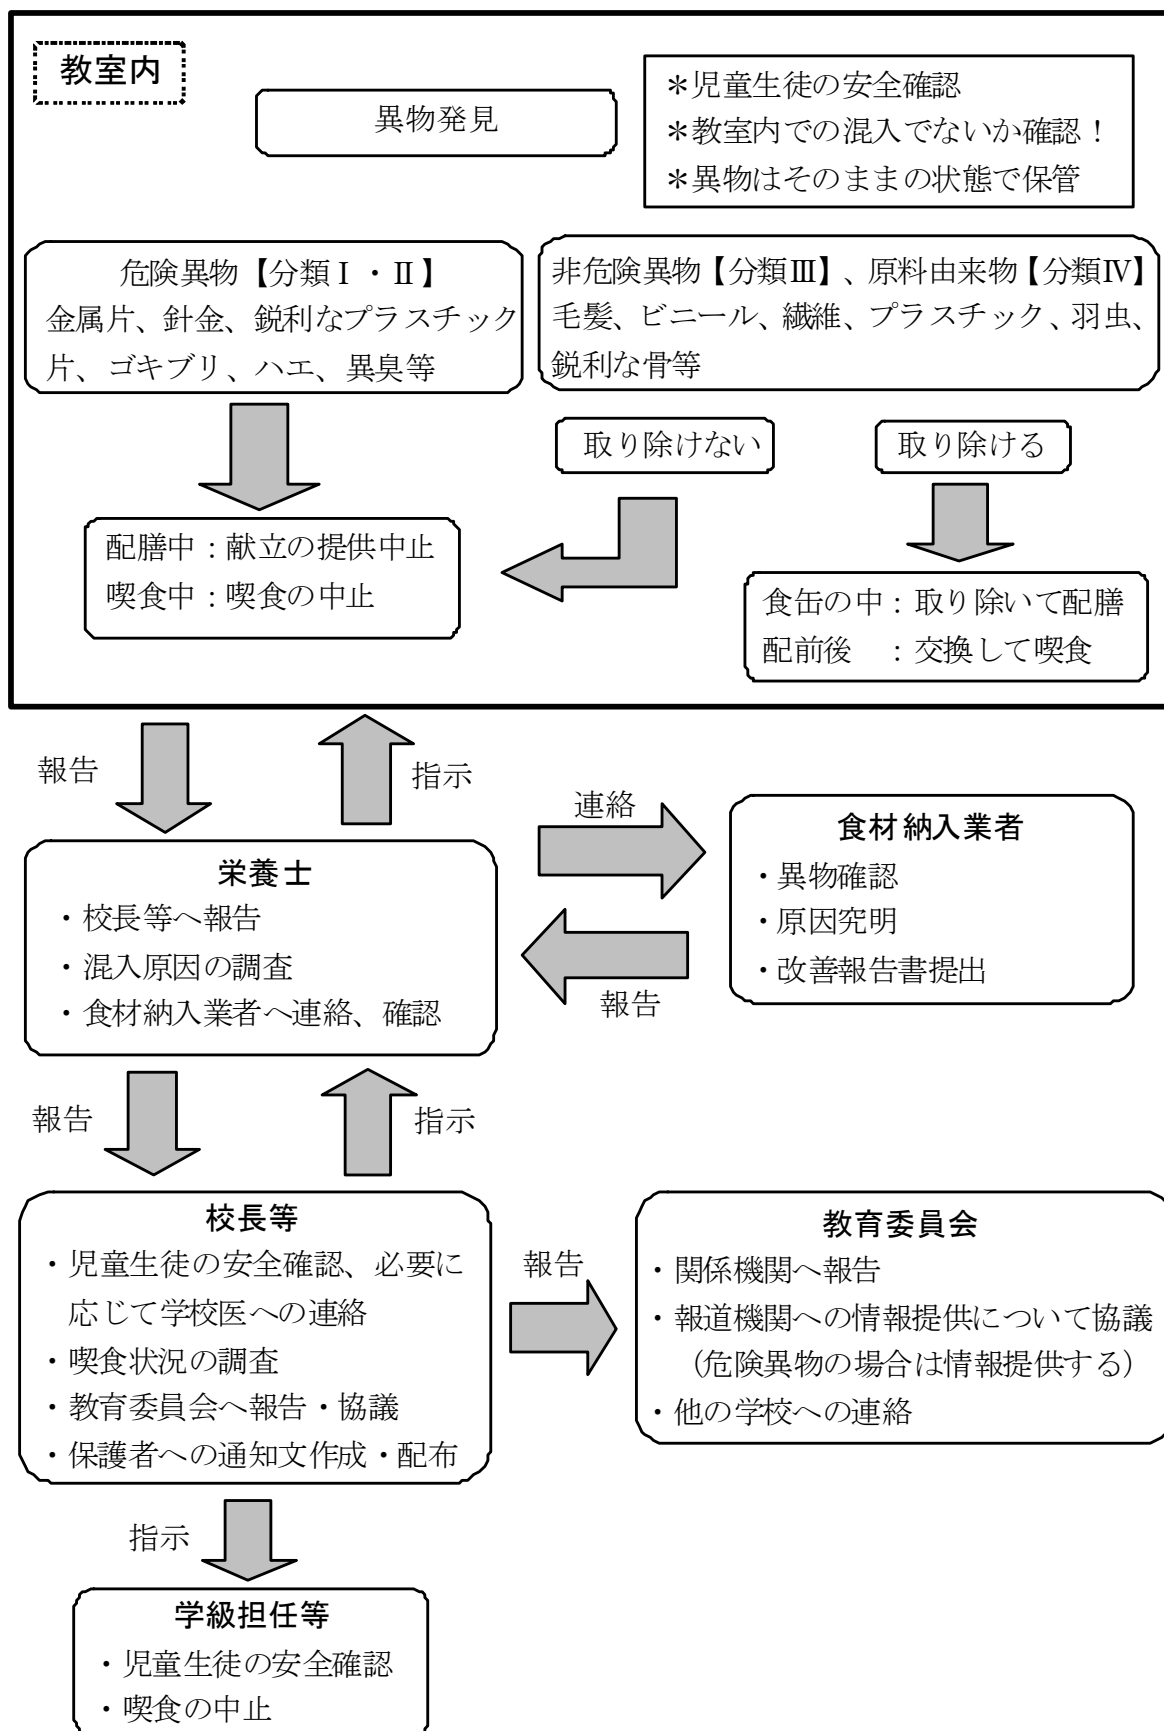 教室内
異物発見
＊児童生徒の安全確認
＊教室内での混入でないか確認！
＊異物はそのままの状態で保管
危険異物【分類Ⅰ・Ⅱ】
金属片、針金、鋭利なプラスチック
片、ゴキブリ、ハエ、異臭等
非危険異物【分類Ⅲ】、原料由来物【分類Ⅳ】
毛髪、ビニール、繊維、プラスチック、羽虫、
鋭利な骨等
取り除けない
取り除ける
配膳中：献立の提供中止
喫食中：喫食の中止
食缶の中：取り除いて配膳
配前後　：交換して喫食
報告
指示
連絡
食材納入業者
・異物確認
・原因究明
・改善報告書提出
栄養士
・校長等へ報告
・混入原因の調査
・食材納入業者へ連絡、確認
報告
報告
指示
校長等
・児童生徒の安全確認、必要に
応じて学校医への連絡
・喫食状況の調査
・教育委員会へ報告・協議
・保護者への通知文作成・配布
報告
教育委員会
・関係機関へ報告
・報道機関への情報提供について協議
（危険異物の場合は情報提供する）
・他の学校への連絡
指示
学級担任等
・児童生徒の安全確認
・喫食の中止